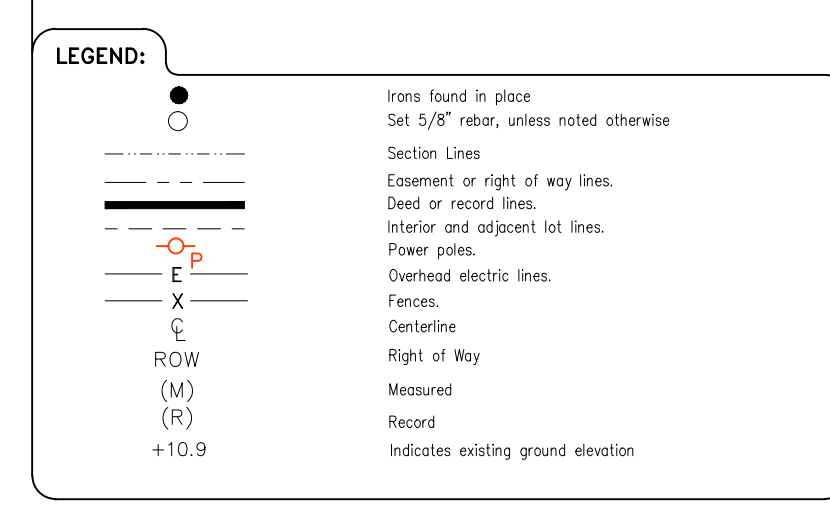 LEGEND:
Irons found in place
Set 5/8" rebar, unless noted otherwise
Section Lines
Easement or right of way lines.
Deed or record lines.
Interior and adjacent lot lines.
P Power poles.
E Overhead electric lines.
X Fences.
℄ Centerline
ROW Right of Way
(M) Measured
(R) Record
+10.9 Indicates existing ground elevation